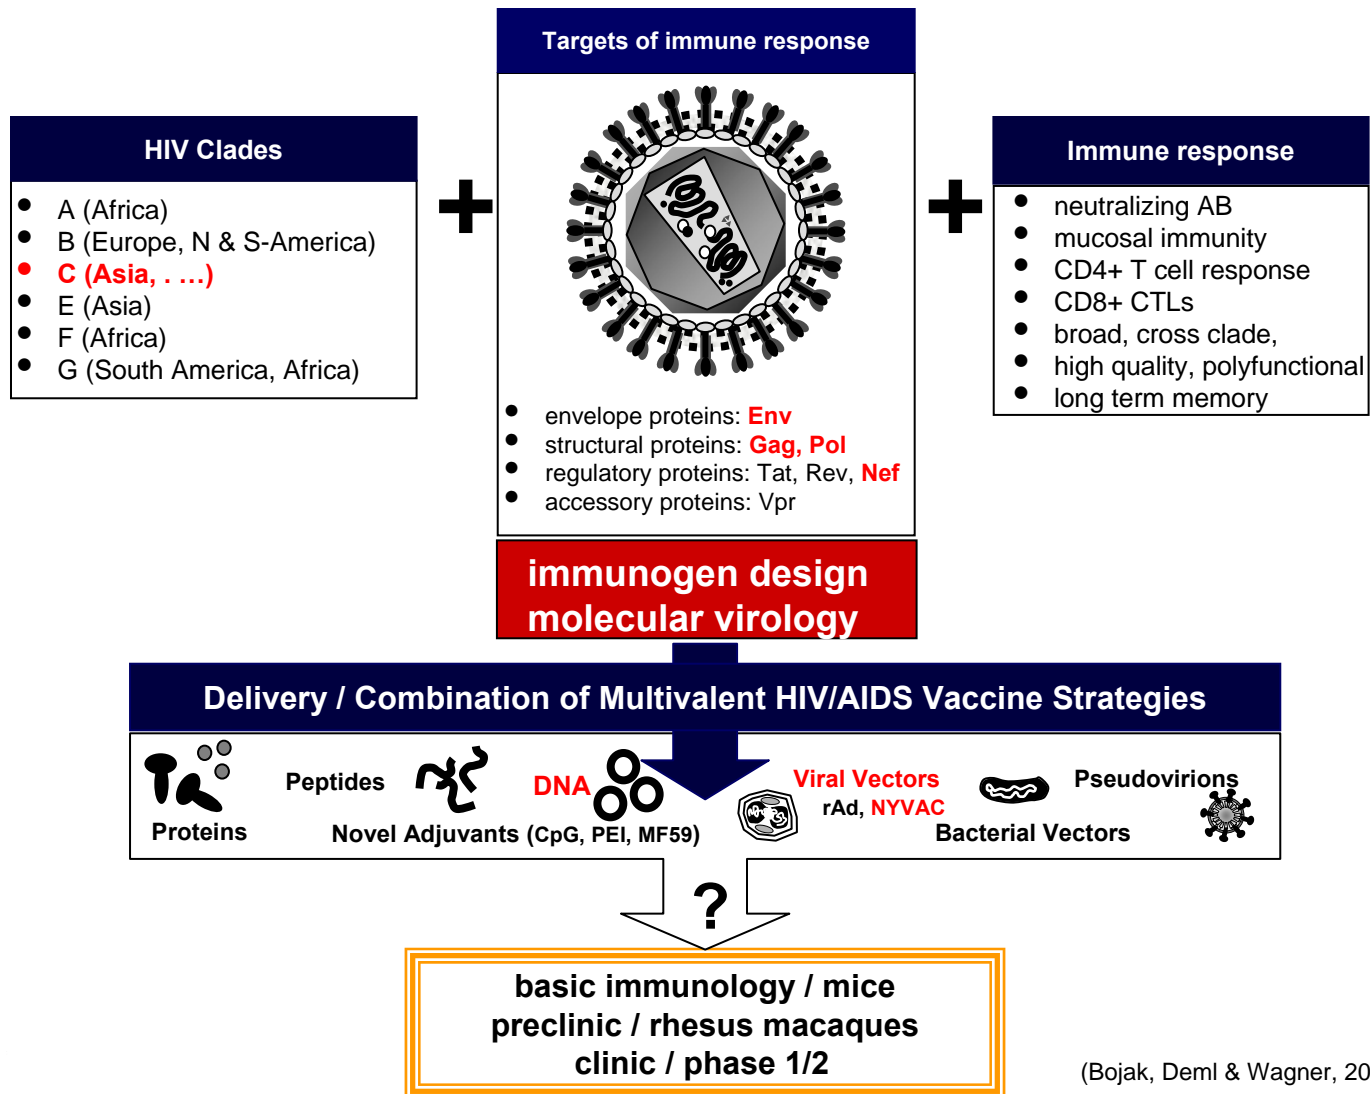 Targets of immune response
HIV Clades
• A (Africa)
• B (Europe, N & S-America)
• C (Asia, . …)
• E (Asia)
• F (Africa)
• G (South America, Africa)
+
• envelope proteins: Env
• structural proteins: Gag, Pol
• regulatory proteins: Tat, Rev, Nef
• accessory proteins: Vpr
+
Immune response
• neutralizing AB
• mucosal immunity
• CD4+ T cell response
• CD8+ CTLs
• broad, cross clade,
• high quality, polyfunctional
• long term memory
immunogen design
molecular virology
Delivery / Combination of Multivalent HIV/AIDS Vaccine Strategies
Proteins
Peptides
Novel Adjuvants (CpG, PEI, MF59)
DNA
Viral Vectors
rAd, NYVAC
Bacterial Vectors
Pseudovirions
?
basic immunology / mice
preclinic / rhesus macaques
clinic / phase 1/2
(Bojak, Deml & Wagner, 20